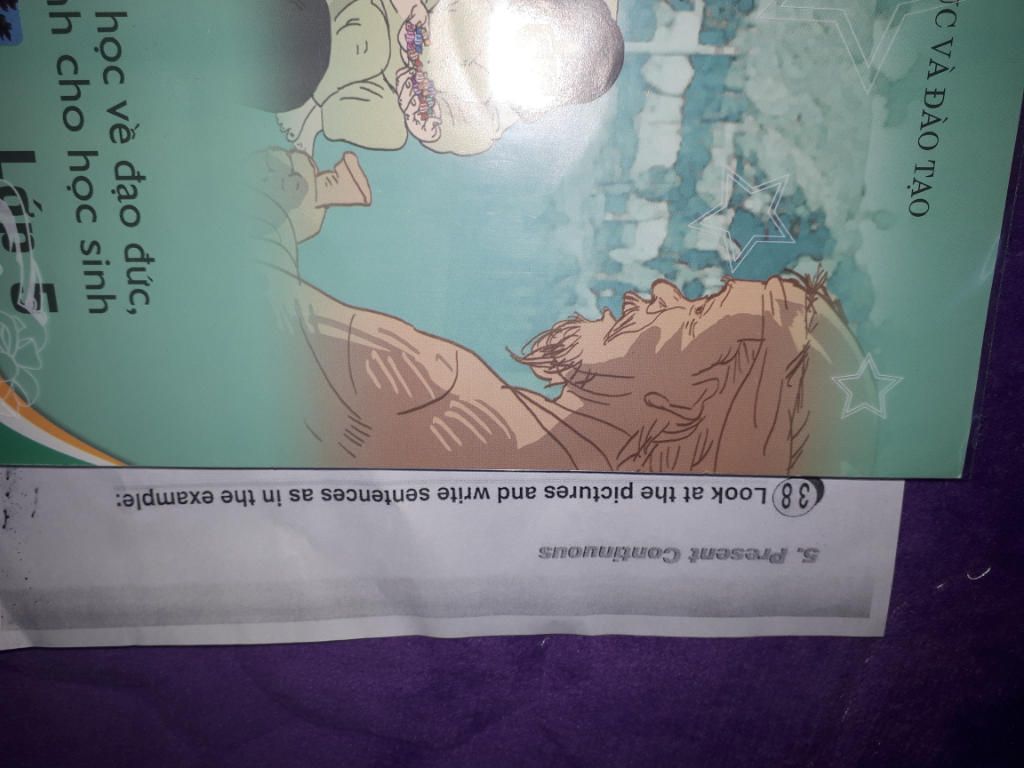 ỤC VÀ ĐÀO TẠO
học về đạo đức,
nh cho học sinh
Lớp 5
5. Present Continuous
38 Look at the pictures and write sentences as in the example: